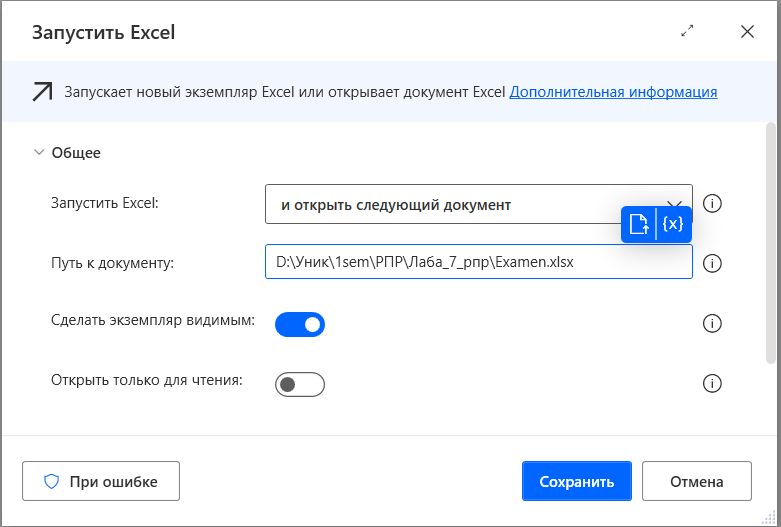 Запустить Excel
Запускает новый экземпляр Excel или открывает документ Excel Дополнительная информация
Общее
Запустить Excel:
и открыть следующий документ
{x}
Путь к документу:
D:\Уник\1sem\РПР\Лаба_7_рпр\Examen.xlsx
Сделать экземпляр видимым:
Открыть только для чтения:
При ошибке
Сохранить
Отмена